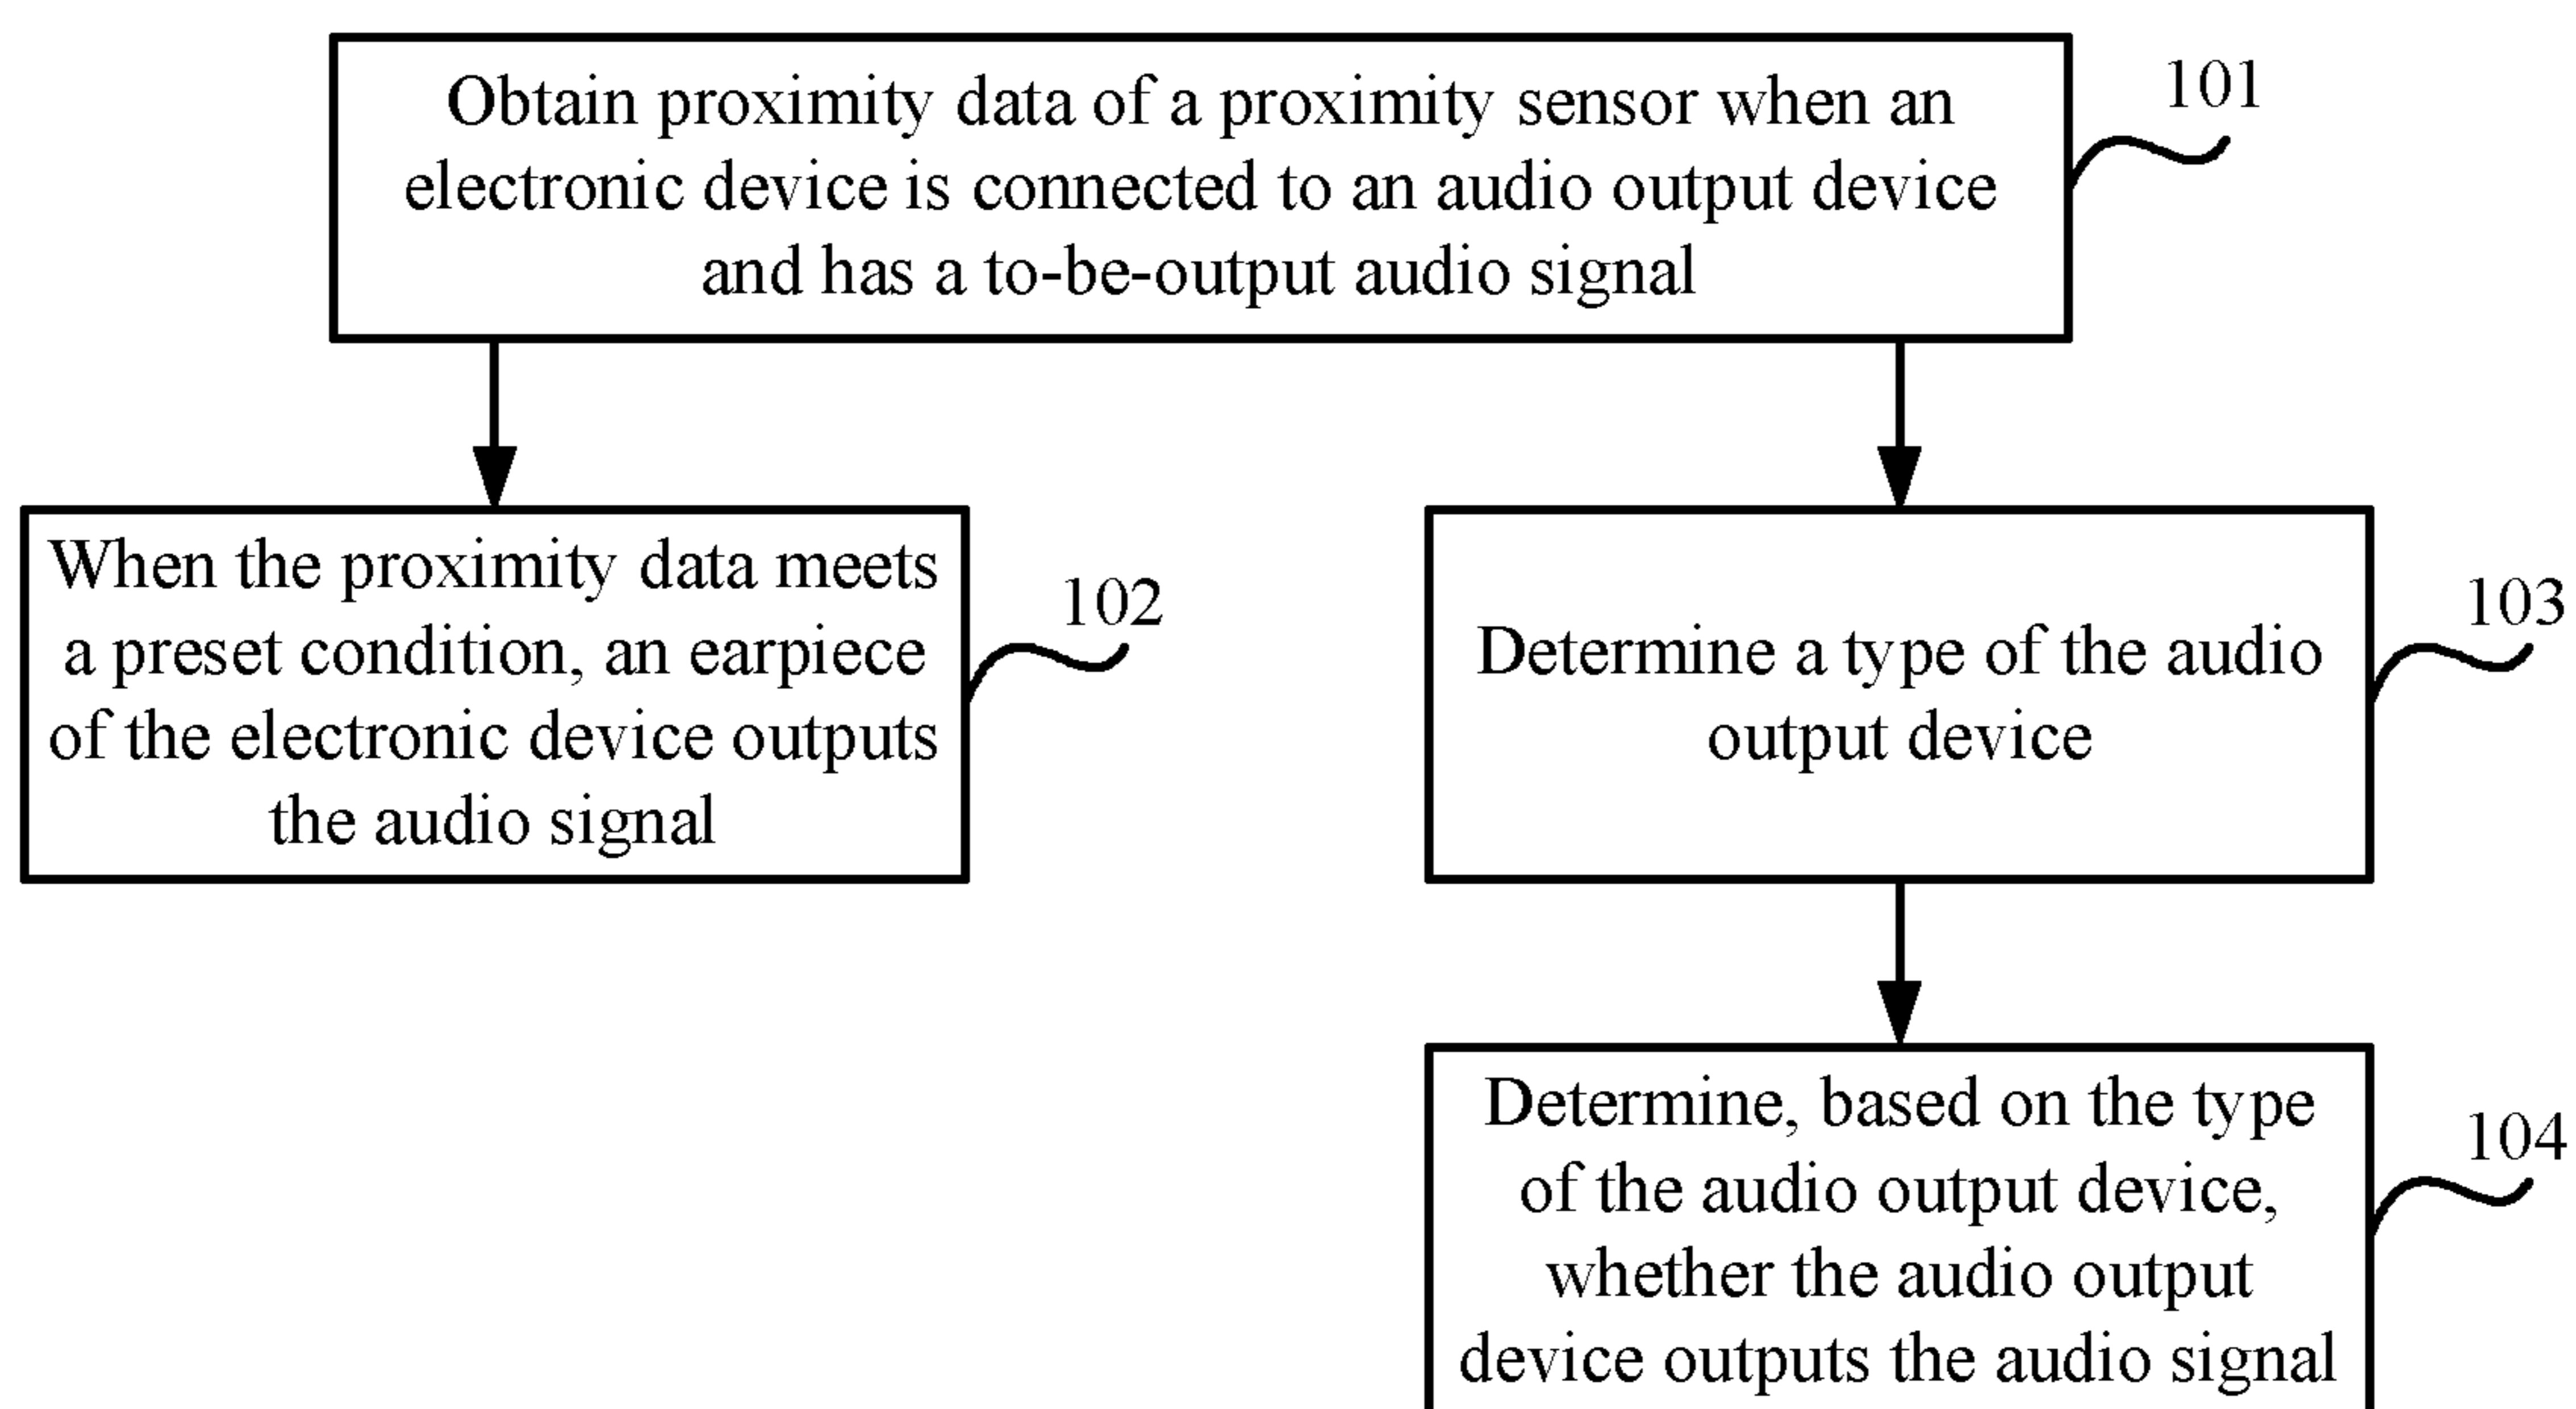 Obtain proximity data of a proximity sensor when an
electronic device is connected to an audio output device
and has a to-be-output audio signal
101
When the proximity data meets
a preset condition, an earpiece
of the electronic device outputs
the audio signal
102
Determine a type of the audio
output device
103
Determine, based on the type
of the audio output device,
whether the audio output
device outputs the audio signal
104